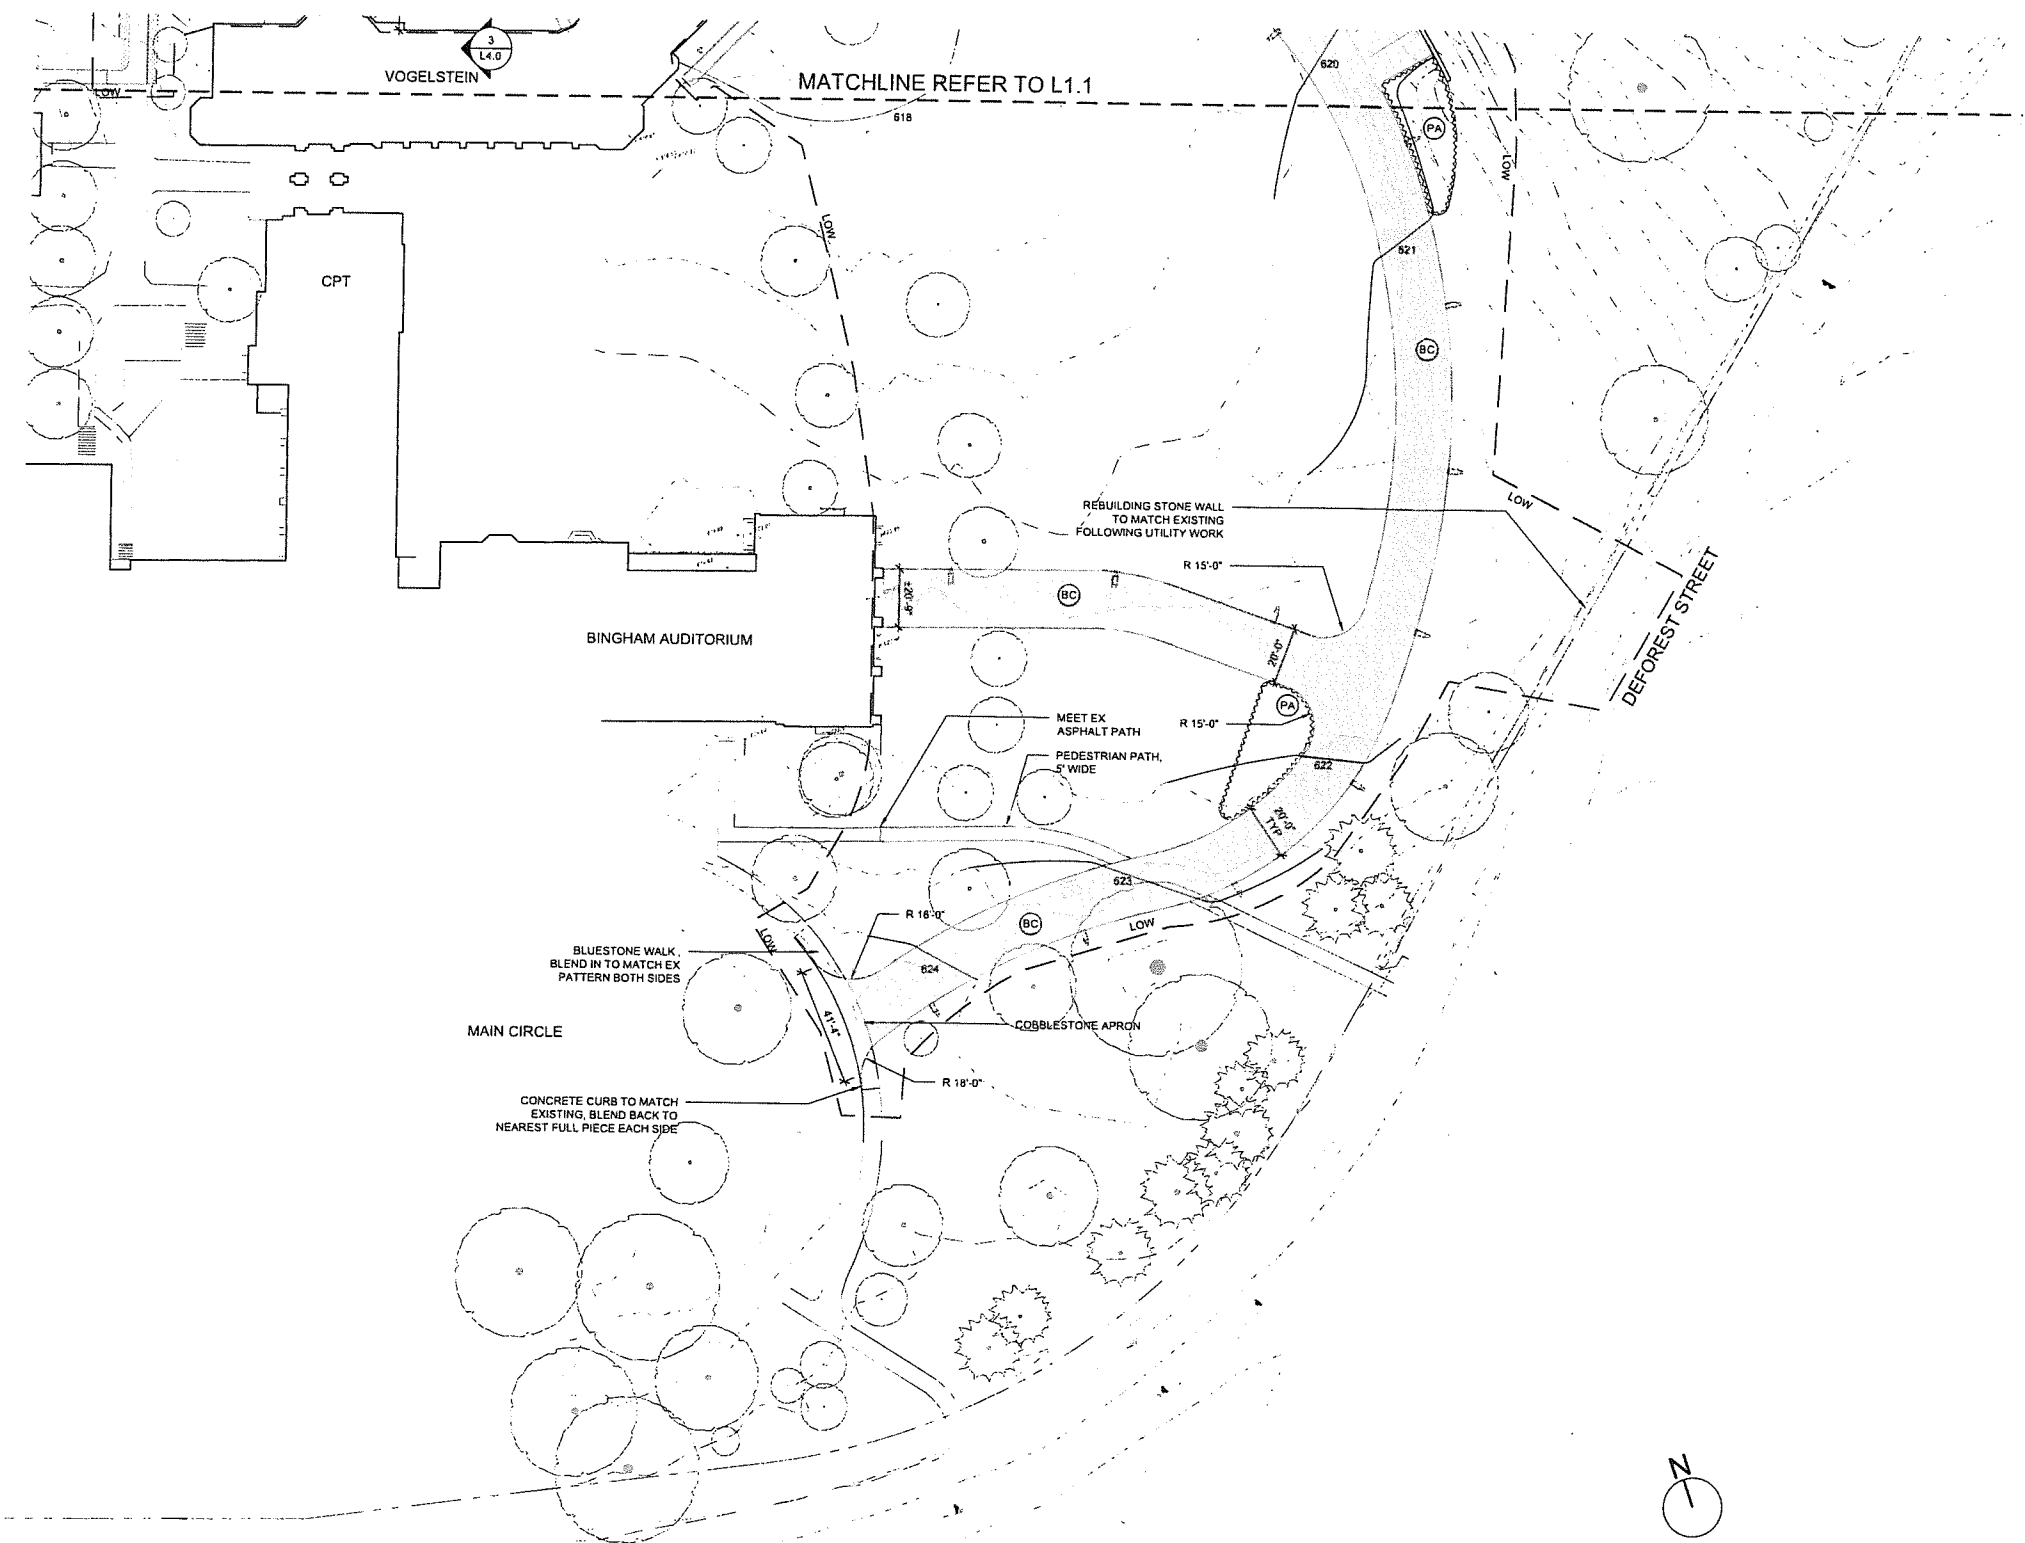 3
L4.0
VOGELSTEIN
MATCHLINE REFER TO L1.1
LOW
618
620
PA
LOW
LOW
621
CPT
BC
REBUILDING STONE WALL
TO MATCH EXISTING
FOLLOWING UTILITY WORK
LOW
R 15'-0"
DEFOREST STREET
BC
±20'-9"
BINGHAM AUDITORIUM
20'-0"
PA
R 15'-0"
MEET EX
ASPHALT PATH
PEDESTRIAN PATH,
5' WIDE
622
20'-0"
TYP
623
R 16'-0"
BC
LOW
LOW
BLUESTONE WALK,
BLEND IN TO MATCH EX
PATTERN BOTH SIDES
624
41'-4"
COBBLESTONE APRON
MAIN CIRCLE
R 18'-0"
CONCRETE CURB TO MATCH
EXISTING, BLEND BACK TO
NEAREST FULL PIECE EACH SIDE
N